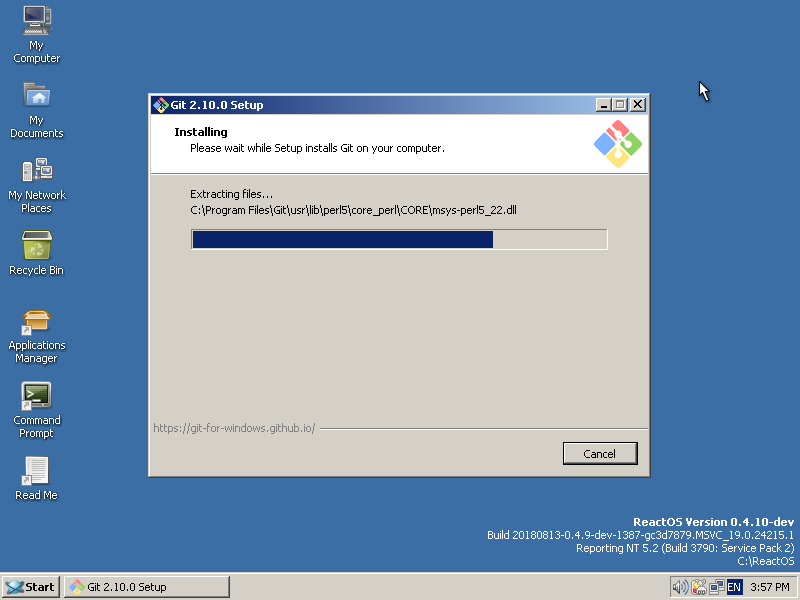 My
Computer
My
Documents
My Network
Places
Recycle Bin
Applications
Manager
Command
Prompt
Read Me
Git 2.10.0 Setup
Installing
Please wait while Setup installs Git on your computer.
Extracting files...
C:\Program Files\Git\usr\lib\perl5\core_perl\CORE\msys-perl5_22.dll
https://git-for-windows.github.io/
Cancel
ReactOS Version 0.4.10-dev
Build 20180813-0.4.9-dev-1387-gc3d7879.MSVC_19.0.24215.1
Reporting NT 5.2 (Build 3790: Service Pack 2)
C:\ReactOS
Start
Git 2.10.0 Setup
EN
3:57 PM